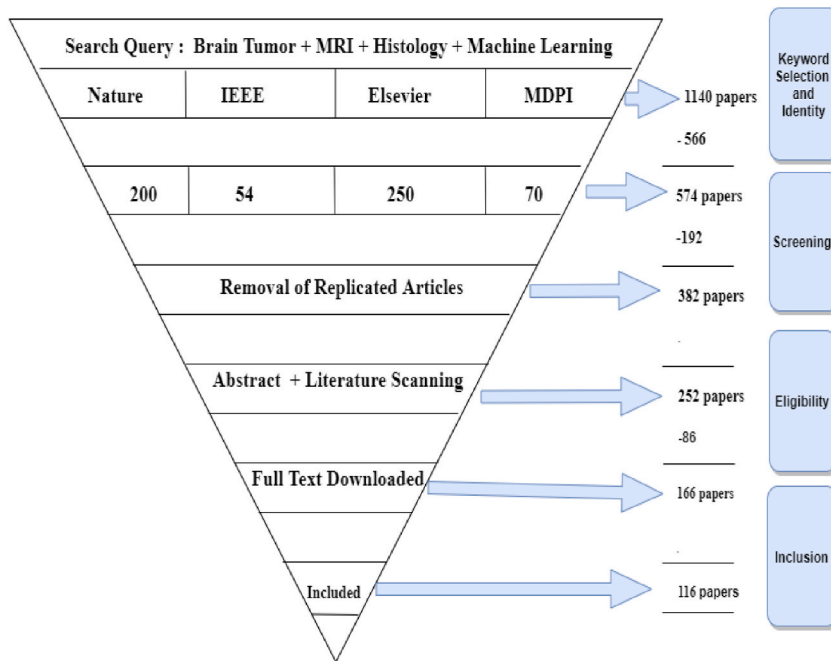 Search Query : Brain Tumor + MRI + Histology + Machine Learning
Nature IEEE Elsevier MDPI
1140 papers
- 566
200 54 250 70
574 papers
-192
Removal of Replicated Articles
382 papers
Abstract + Literature Scanning
252 papers
-86
Full Text Downloaded
166 papers
Included
116 papers
Keyword
Selection
and
Identity
Screening
Eligibility
Inclusion